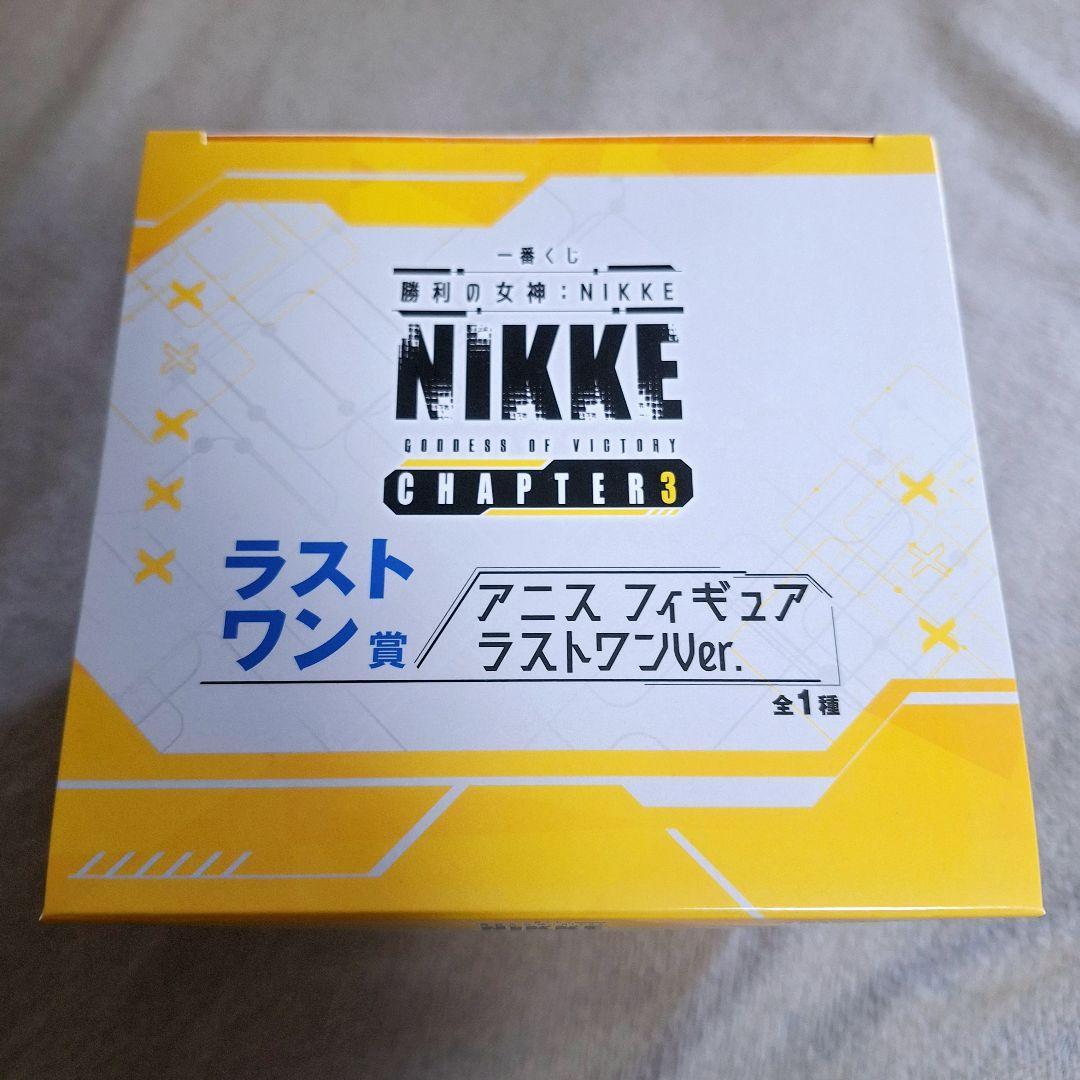 一番くじ
勝利の女神:NIKKE
NIKKE
GODDESS OF VICTORY
CHAPTER3
ラスト
ワン賞
アニス フィギュア
ラストワンVer.
全1種